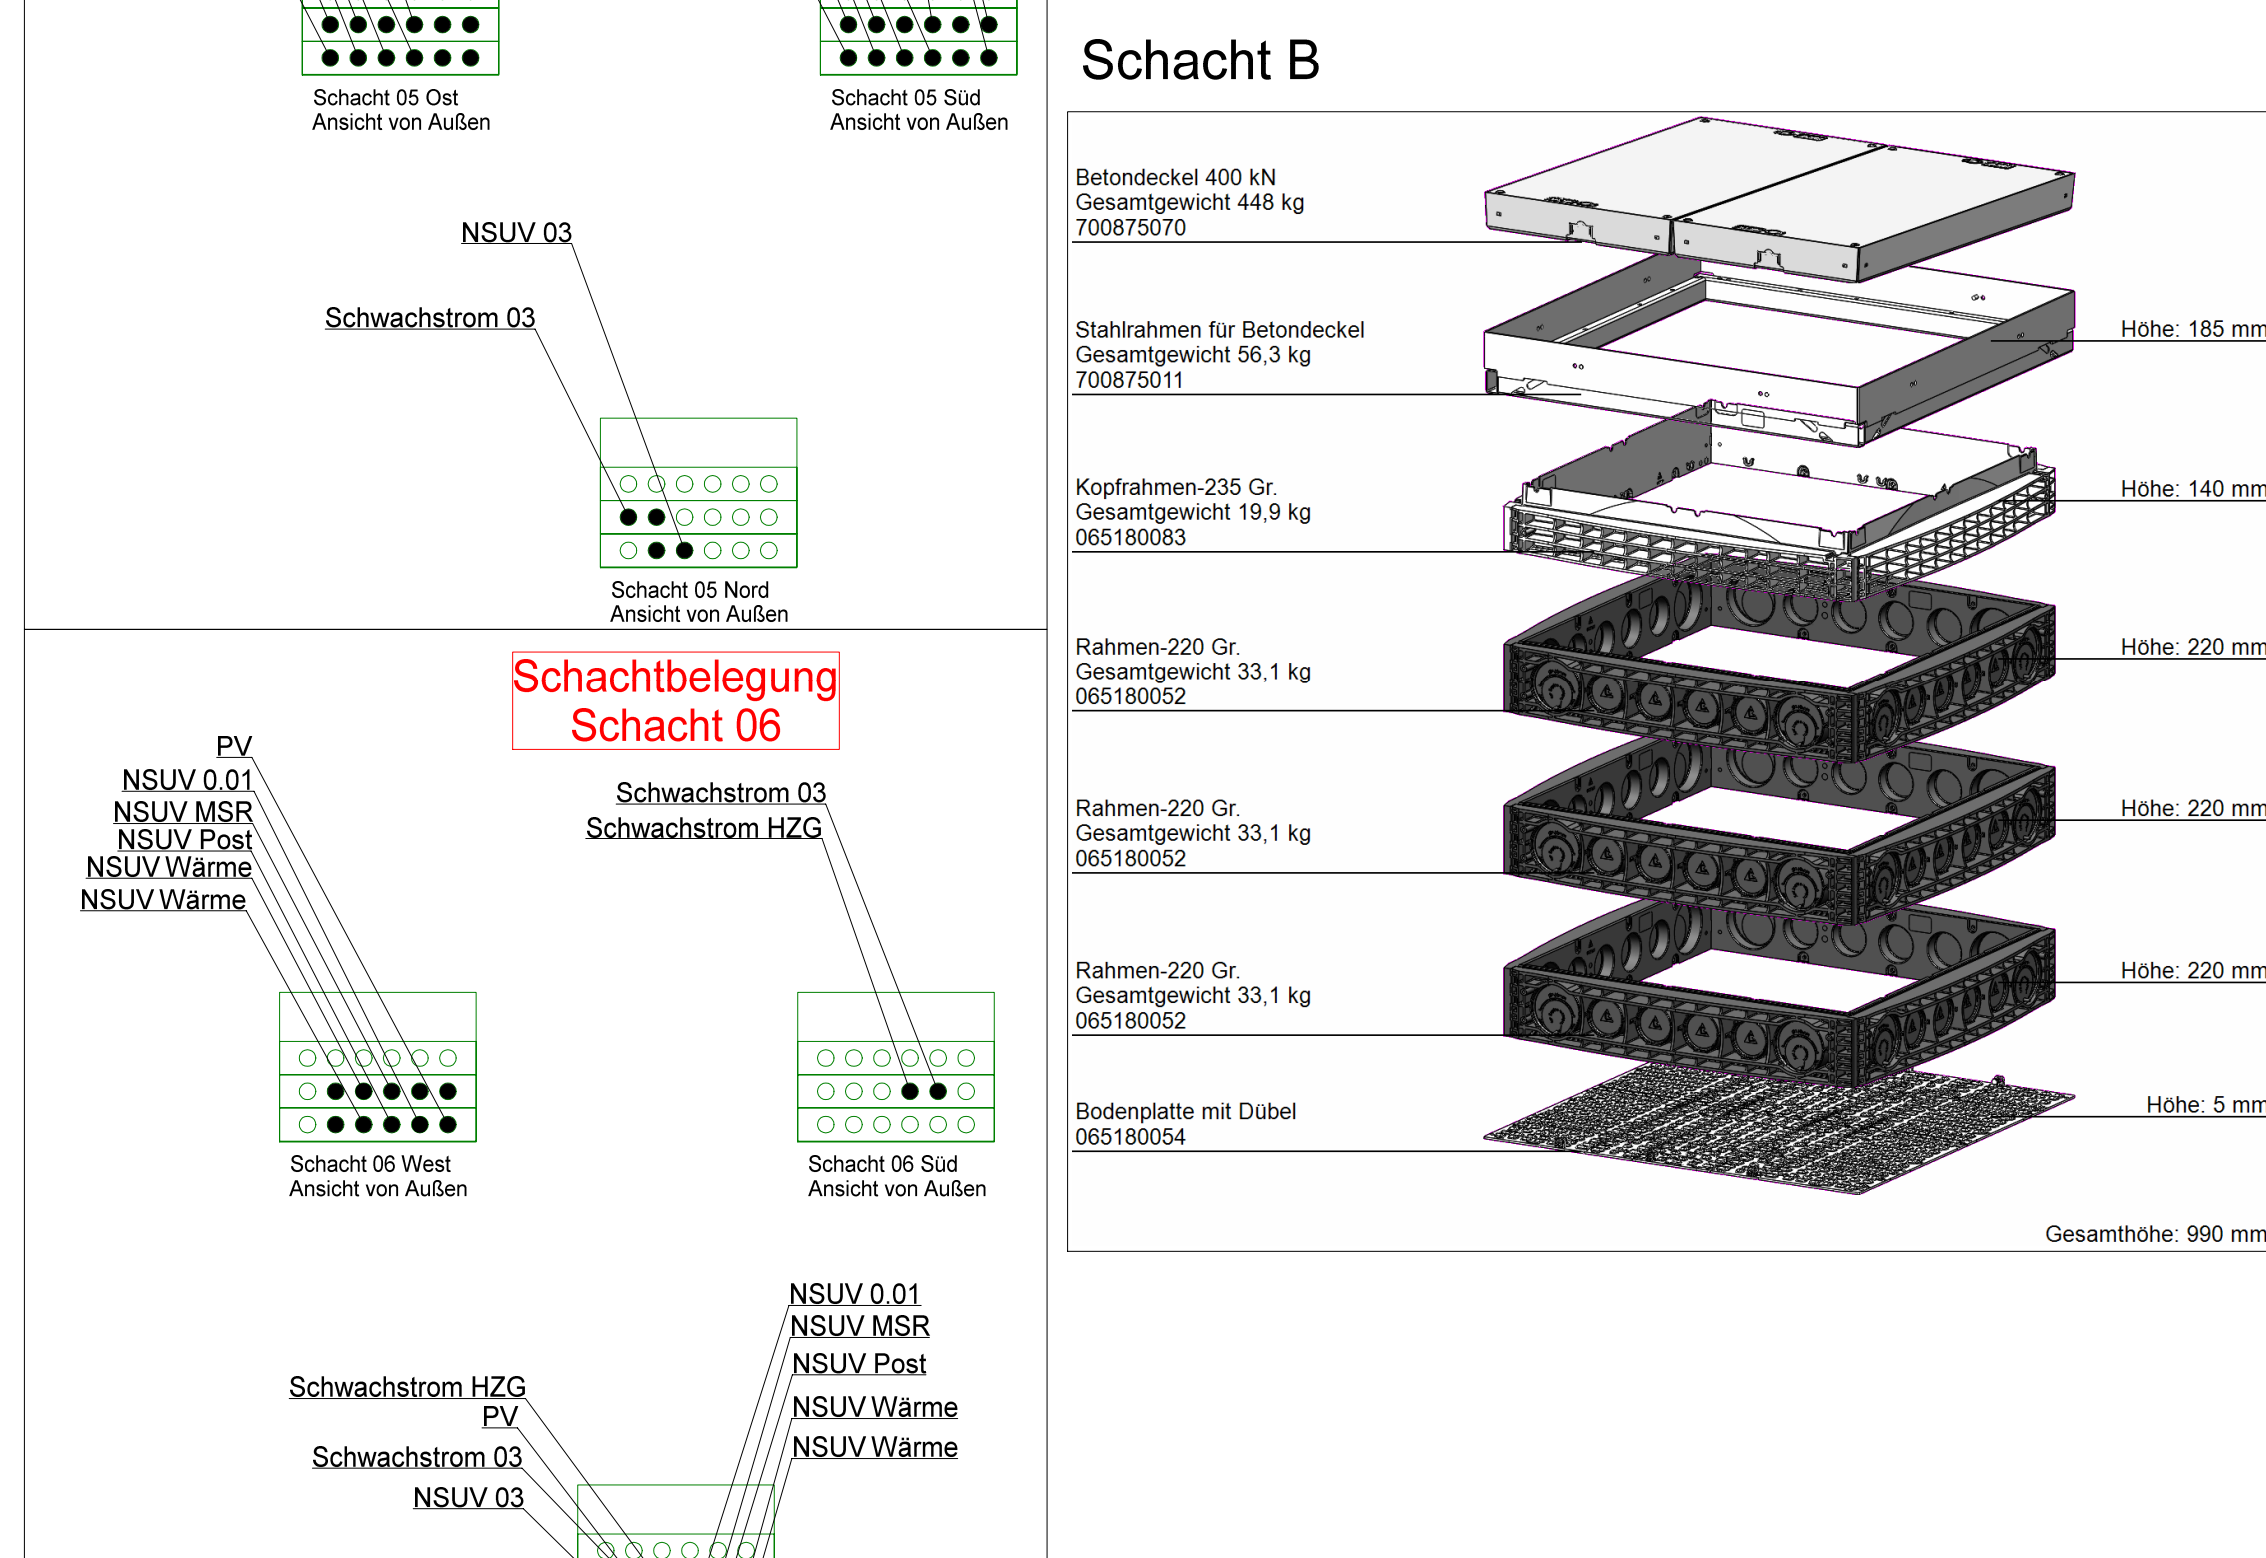 Schacht 05 Ost
Ansicht von Außen
Schacht 05 Süd
Ansicht von Außen
NSUV 03
Schwachstrom 03
Schacht 05 Nord
Ansicht von Außen
Schachtbelegung
Schacht 06
PV
NSUV 0.01
NSUV MSR
NSUV Post
NSUV Wärme
NSUV Wärme
Schwachstrom 03
Schwachstrom HZG
Schacht 06 West
Ansicht von Außen
Schacht 06 Süd
Ansicht von Außen
NSUV 0.01
NSUV MSR
NSUV Post
NSUV Wärme
NSUV Wärme
Schwachstrom HZG
PV
Schwachstrom 03
NSUV 03
Schacht B
Betondeckel 400 kN
Gesamtgewicht 448 kg
700875070
Stahlrahmen für Betondeckel
Gesamtgewicht 56,3 kg
700875011
Höhe: 185 mm
Kopfrahmen-235 Gr.
Gesamtgewicht 19,9 kg
065180083
Höhe: 140 mm
Rahmen-220 Gr.
Gesamtgewicht 33,1 kg
065180052
Höhe: 220 mm
Rahmen-220 Gr.
Gesamtgewicht 33,1 kg
065180052
Höhe: 220 mm
Rahmen-220 Gr.
Gesamtgewicht 33,1 kg
065180052
Höhe: 220 mm
Bodenplatte mit Dübel
065180054
Höhe: 5 mm
Gesamthöhe: 990 mm